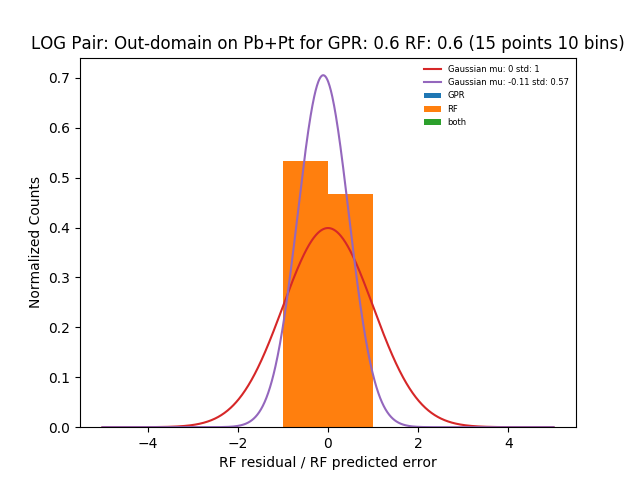 LOG Pair: Out-domain on Pb+Pt for GPR: 0.6 RF: 0.6 (15 points 10 bins)
Gaussian mu: 0 std: 1
Gaussian mu: -0.11 std: 0.57
GPR
RF
both
Normalized Counts
0.7
0.6
0.5
0.4
0.3
0.2
0.1
0.0
−4 −2 0 2 4
RF residual / RF predicted error